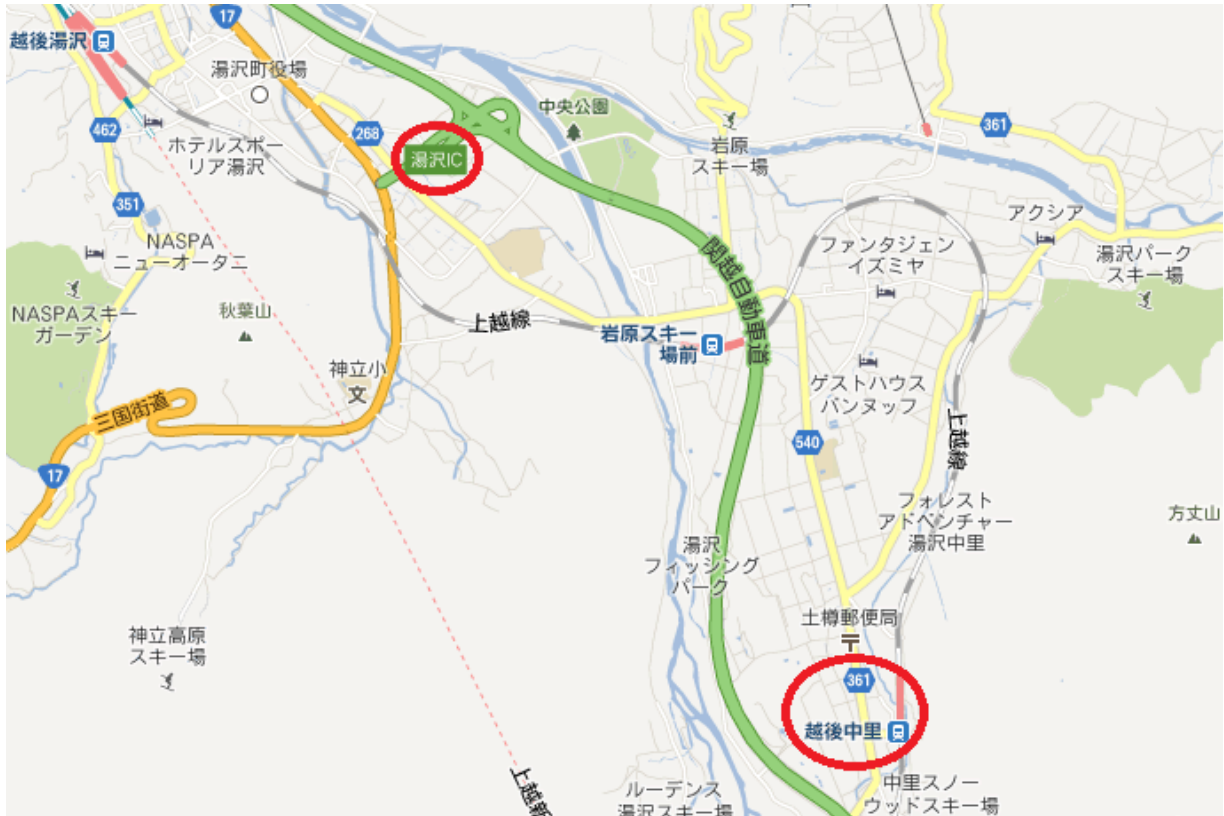 17
越後湯沢
湯沢町役場
462
ホテルスポー
リア湯沢
268
湯沢IC
中央公園
岩原
スキー場
361
351
NASPA
ニューオータニ
アクシア
湯沢パーク
スキー場
ファンタジェン
イズミヤ
関越自動車道
NASPAスキー
ガーデン
秋葉山
上越線
岩原スキー
場前
神立小
文
ゲストハウス
バンヌッフ
三国街道
17
540
上越線
フォレスト
アドベンチャー
湯沢中里
方丈山
湯沢
フィッシング
パーク
土樽郵便局
神立高原
スキー場
361
越後中里
上越新
ルーデンス
湯沢スキー場
中里スノー
ウッドスキー場